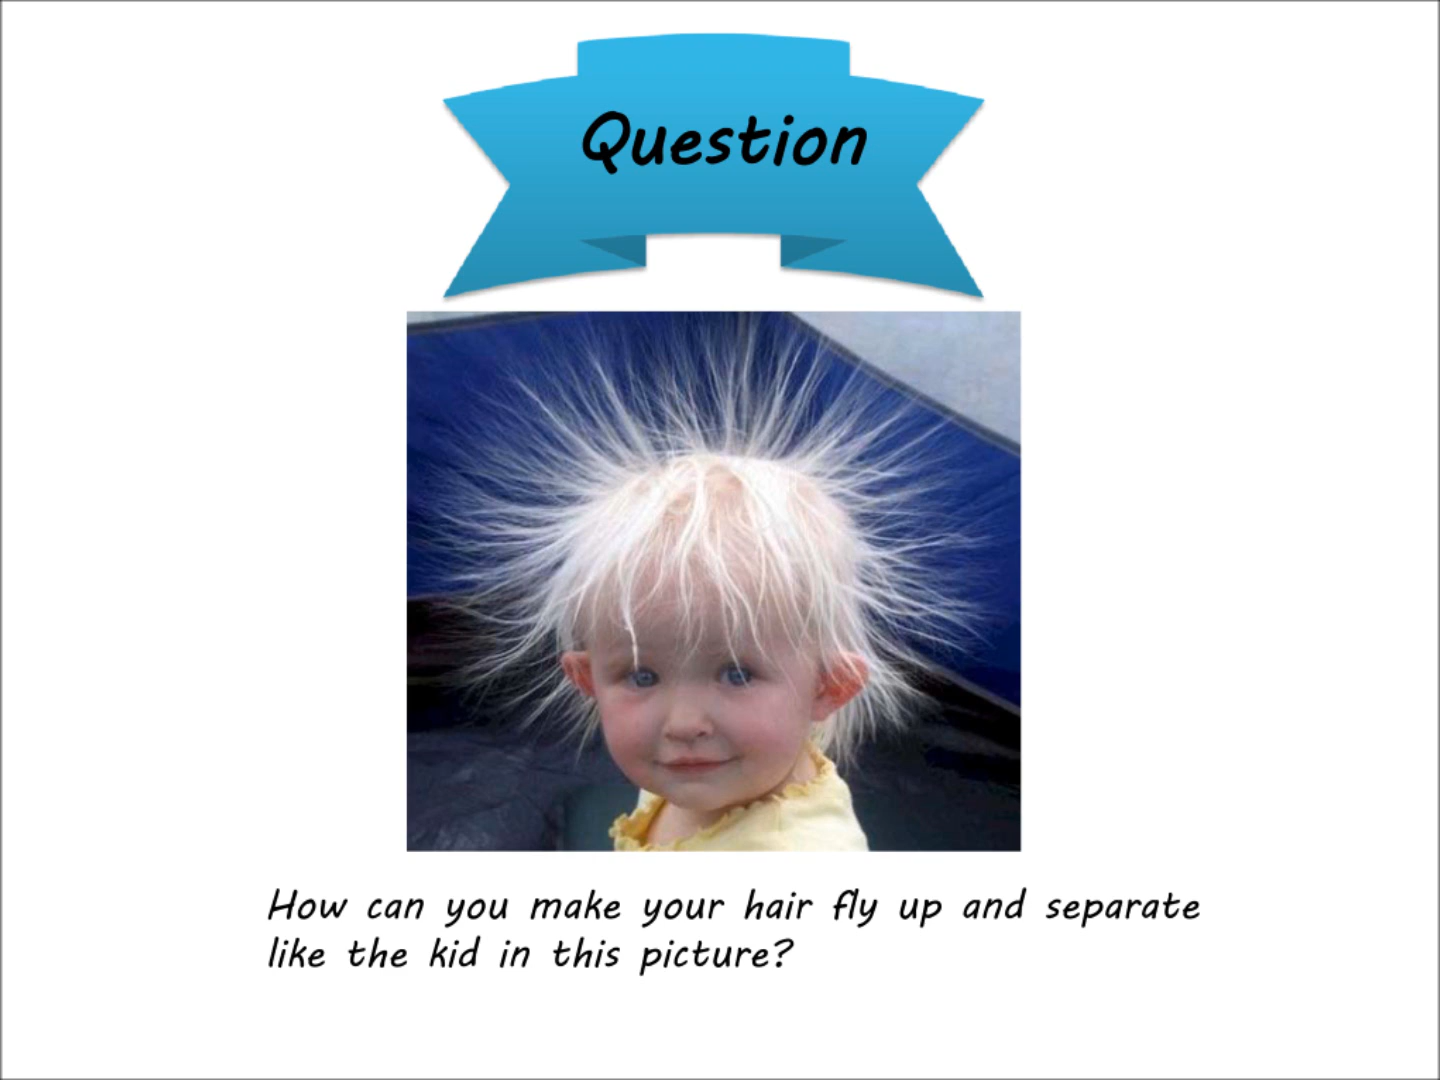 Question
How can you make your hair fly up and separate
like the kid in this picture?